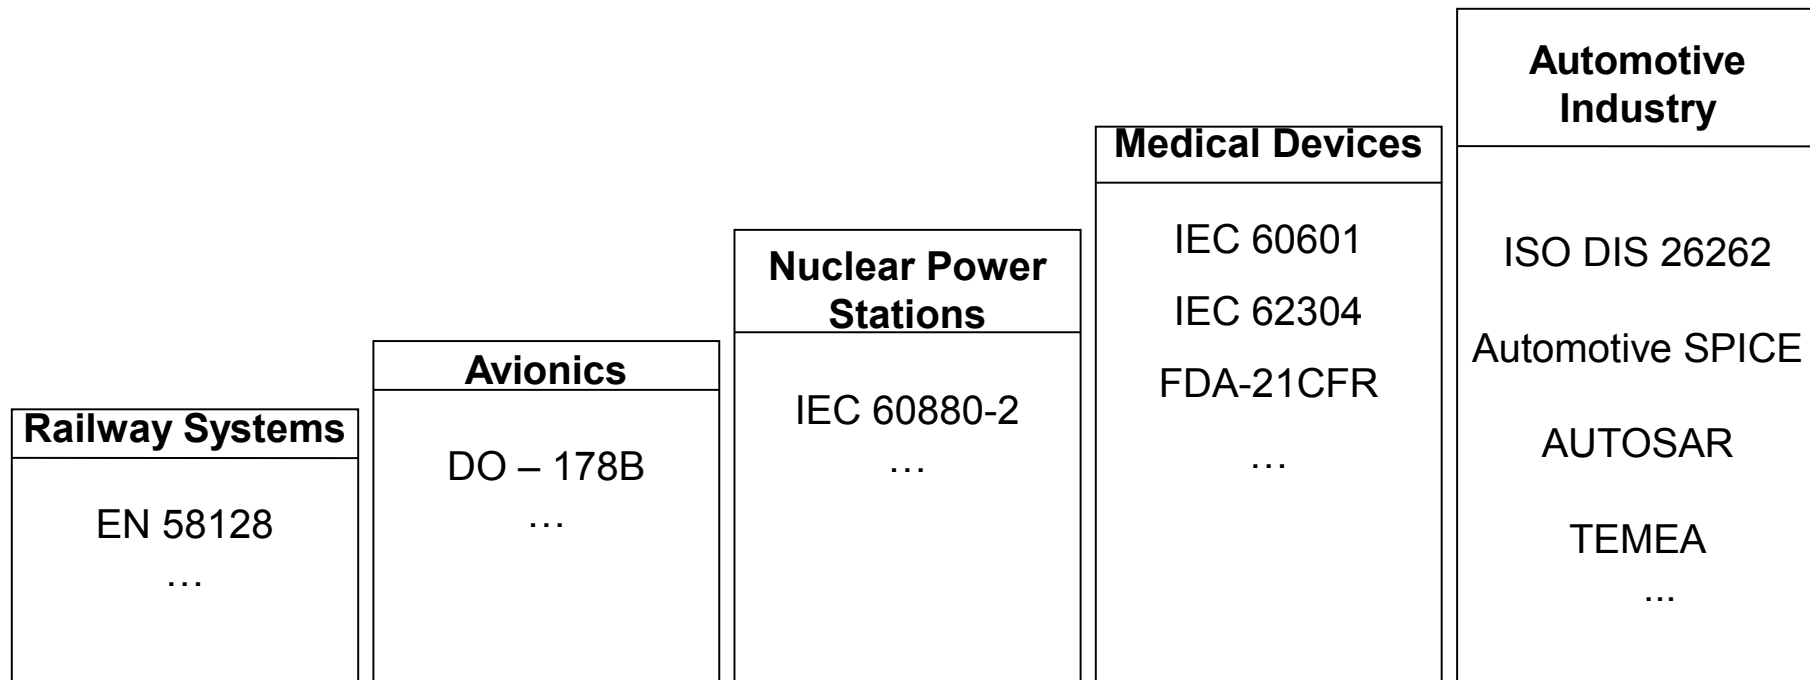 Railway Systems
EN 58128
…
Avionics
DO – 178B
…
Nuclear Power
Stations
IEC 60880-2
…
Medical Devices
IEC 60601
IEC 62304
FDA-21CFR
…
Automotive
Industry
ISO DIS 26262
Automotive SPICE
AUTOSAR
TEMEA
...